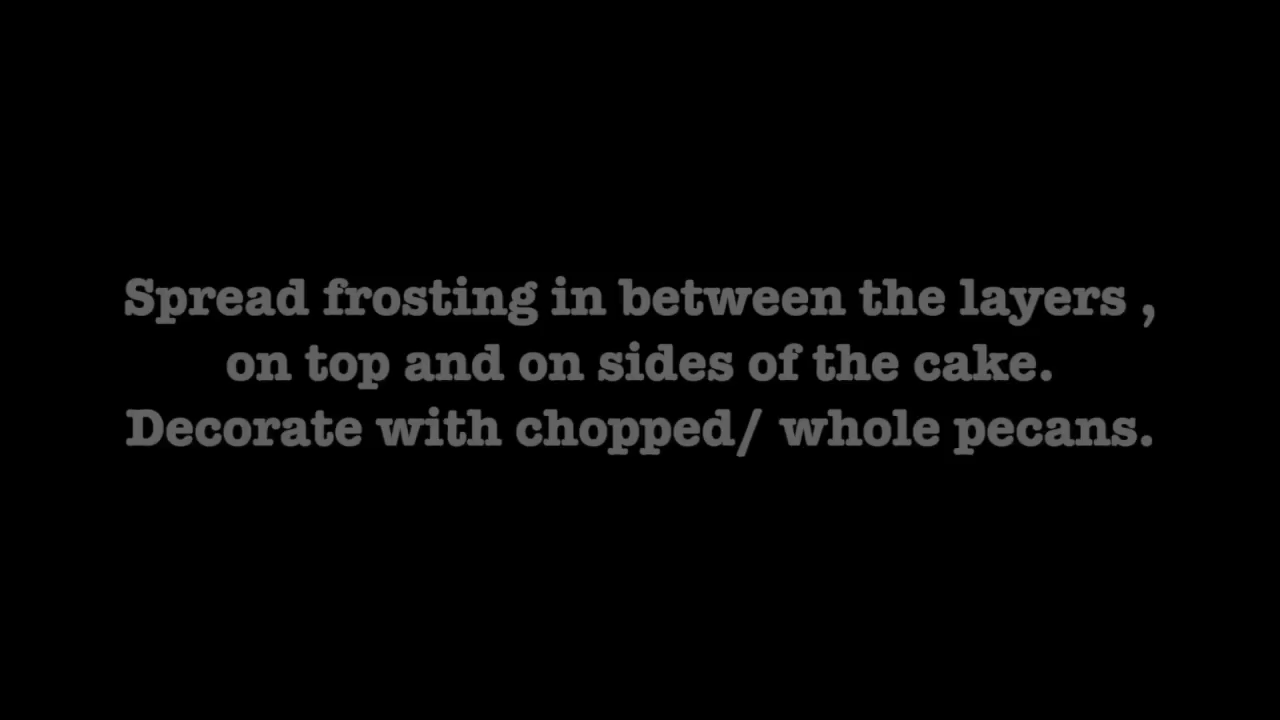 Spread frosting in between the layers ,
on top and on sides of the cake.
Decorate with chopped/ whole pecans.